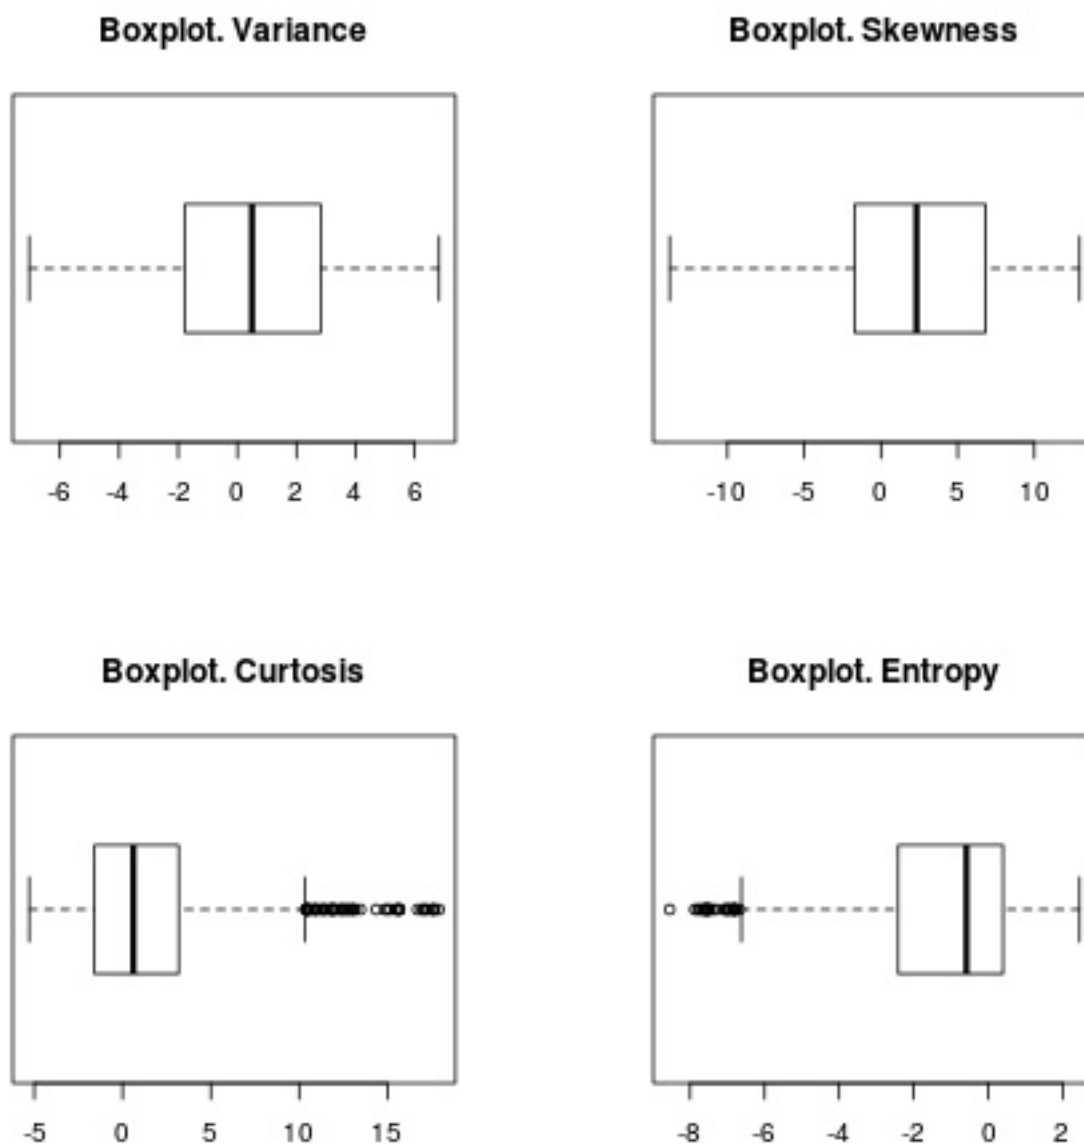 Boxplot. Variance
Boxplot. Skewness
-6 -4 -2 0 2 4 6
-10 -5 0 5 10
Boxplot. Curtosis
Boxplot. Entropy
-5 0 5 10 15
-8 -6 -4 -2 0 2